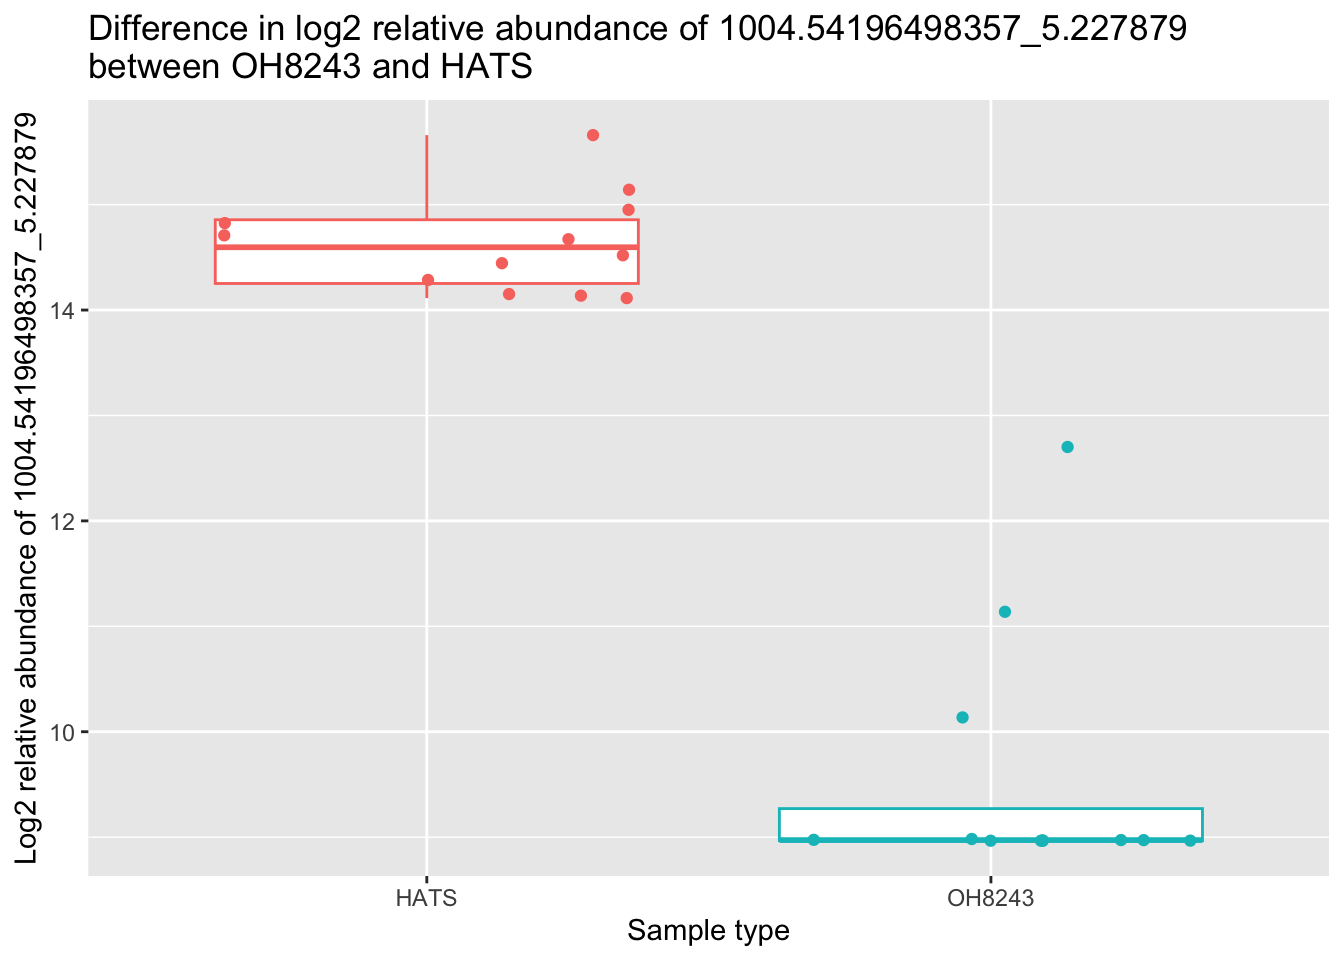 Difference in log2 relative abundance of 1004.54196498357_5.227879
between OH8243 and HATS
Log2 relative abundance of 1004.54196498357_5.227879
14
12
10
HATS
OH8243
Sample type